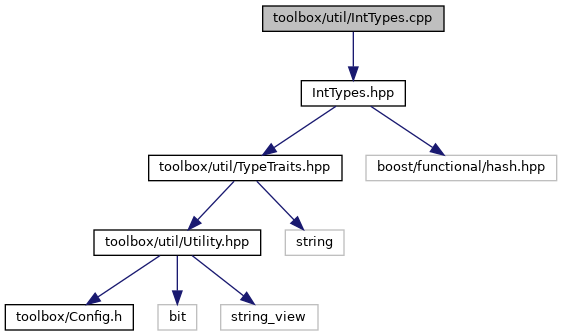 toolbox/util/IntTypes.cpp
IntTypes.hpp
toolbox/util/TypeTraits.hpp
boost/functional/hash.hpp
toolbox/util/Utility.hpp
string
toolbox/Config.h
bit
string_view